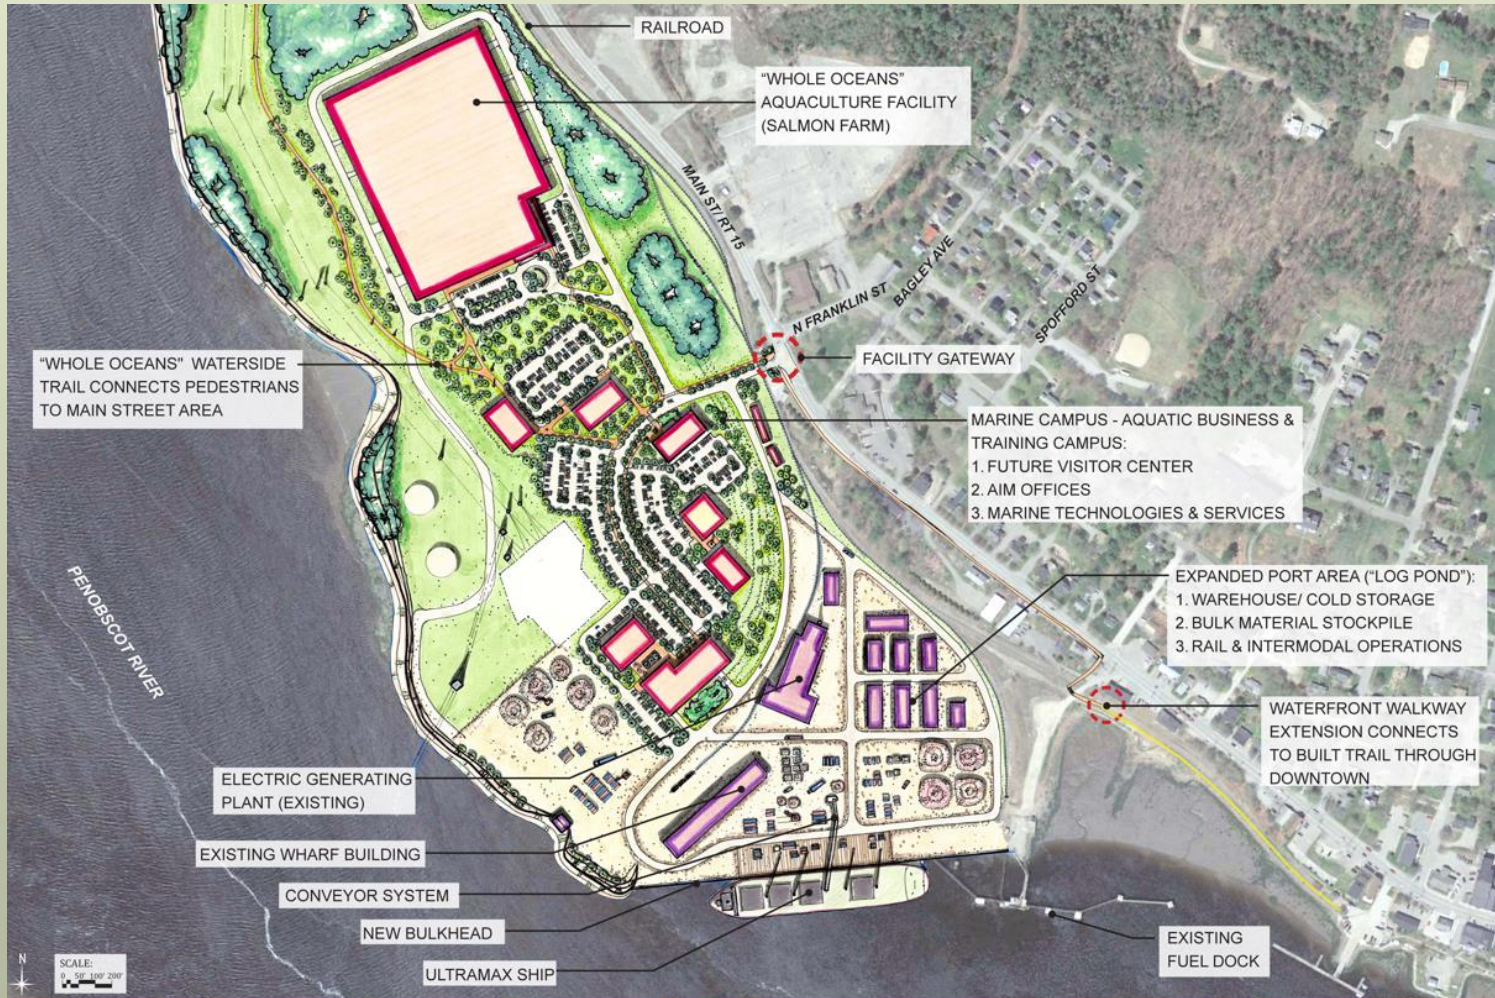 RAILROAD
“WHOLE OCEANS”
AQUACULTURE FACILITY
(SALMON FARM)
MAIN ST/ RT 15
N FRANKLIN ST
BAGLEY AVE
SPOFFORD ST
FACILITY GATEWAY
“WHOLE OCEANS” WATERSIDE
TRAIL CONNECTS PEDESTRIANS
TO MAIN STREET AREA
MARINE CAMPUS - AQUATIC BUSINESS &
TRAINING CAMPUS:
1. FUTURE VISITOR CENTER
2. AIM OFFICES
3. MARINE TECHNOLOGIES & SERVICES
EXPANDED PORT AREA (“LOG POND”):
1. WAREHOUSE/ COLD STORAGE
2. BULK MATERIAL STOCKPILE
3. RAIL & INTERMODAL OPERATIONS
PENOBSCOT RIVER
WATERFRONT WALKWAY
EXTENSION CONNECTS
TO BUILT TRAIL THROUGH
DOWNTOWN
ELECTRIC GENERATING
PLANT (EXISTING)
EXISTING WHARF BUILDING
CONVEYOR SYSTEM
NEW BULKHEAD
ULTRAMAX SHIP
EXISTING
FUEL DOCK
N
SCALE:
0 50' 100' 200'